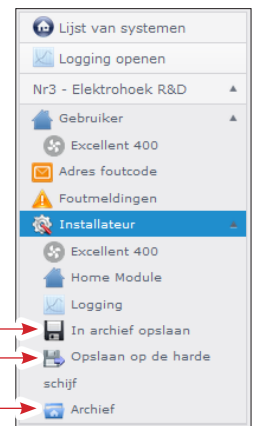 Lijst van systemen
Logging openen
Nr3 - Elektrohoek R&D
Gebruiker
Excellent 400
Adres foutcode
Foutmeldingen
Installateur
Excellent 400
Home Module
Logging
In archief opslaan
Opslaan op de harde
schijf
Archief